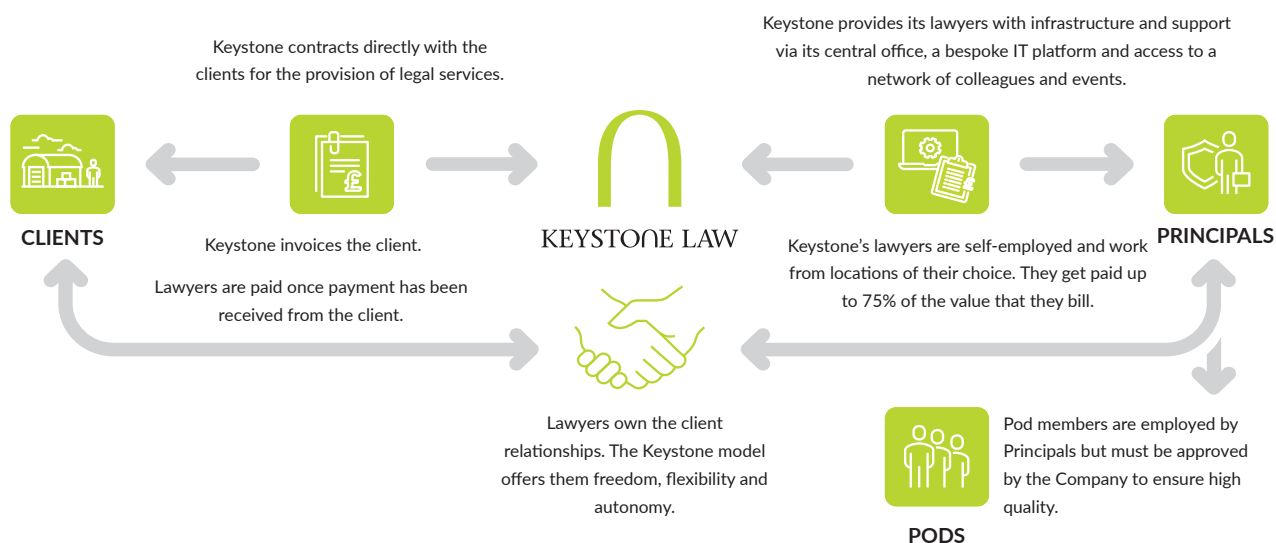 Keystone contracts directly with the
clients for the provision of legal services.
Keystone provides its lawyers with infrastructure and support
via its central office, a bespoke IT platform and access to a
network of colleagues and events.
£
£
CLIENTS
Keystone invoices the client.
Lawyers are paid once payment has been
received from the client.
KEYSTONE LAW
Keystone’s lawyers are self-employed and work
from locations of their choice. They get paid up
to 75% of the value that they bill.
PRINCIPALS
Lawyers own the client
relationships. The Keystone model
offers them freedom, flexibility and
autonomy.
Pod members are employed by
Principals but must be approved
by the Company to ensure high
quality.
PODS